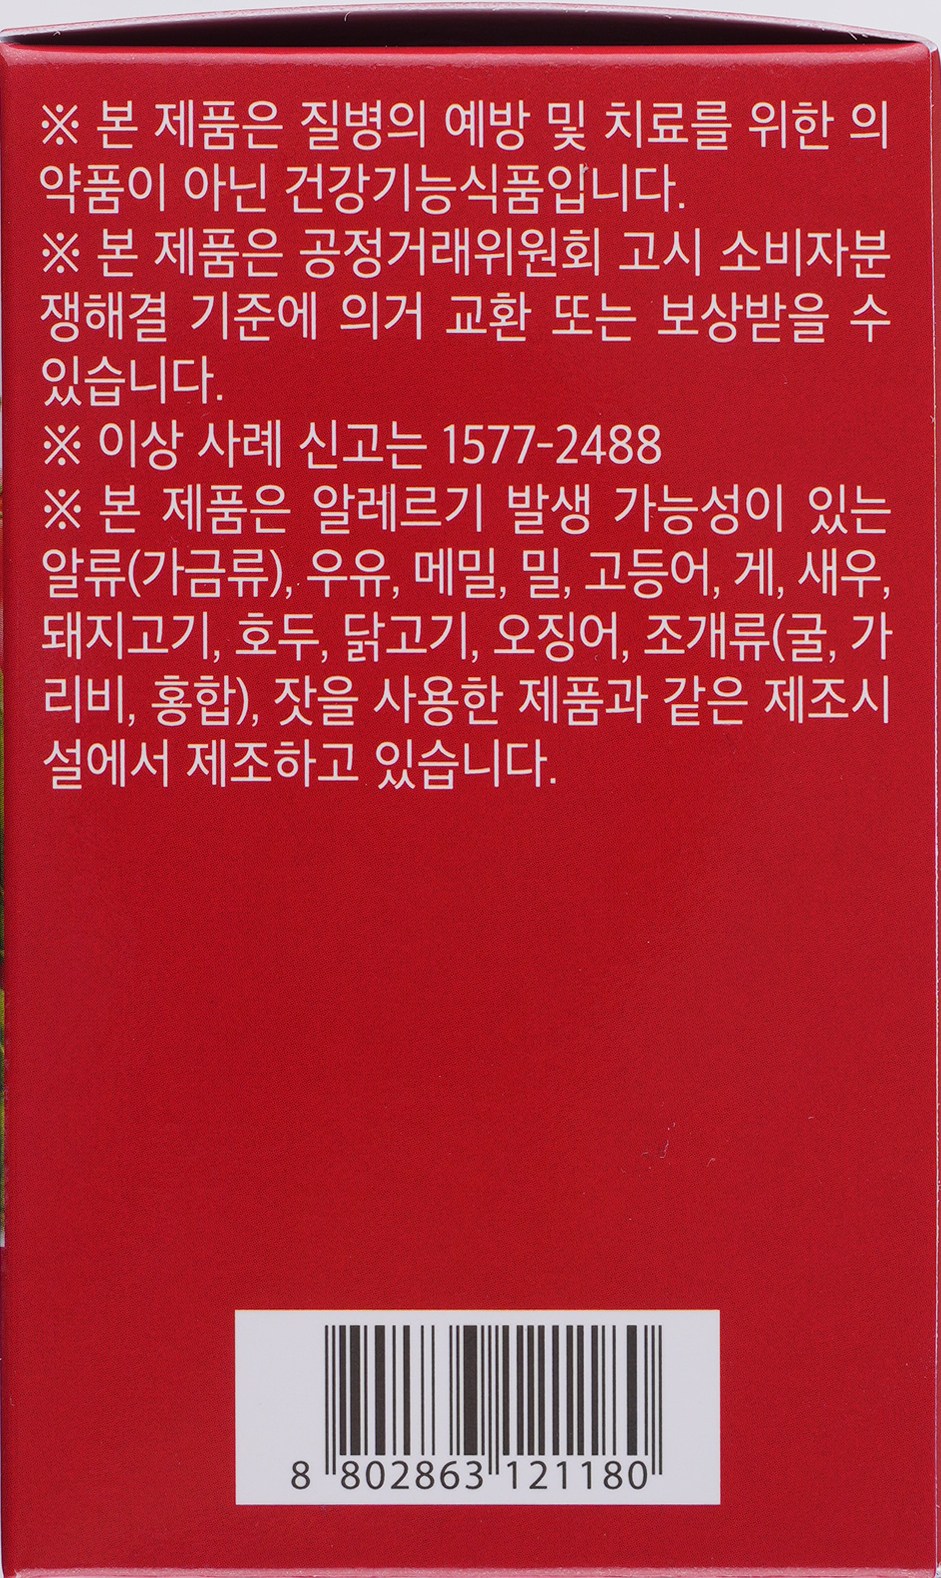 ※ 본 제품은 질병의 예방 및 치료를 위한 의
약품이 아닌 건강기능식품입니다.
※ 본 제품은 공정거래위원회 고시 소비자분
쟁해결 기준에 의거 교환 또는 보상받을 수
있습니다.
※ 이상 사례 신고는 1577-2488
※ 본 제품은 알레르기 발생 가능성이 있는
알류(가금류), 우유, 메밀, 밀, 고등어, 게, 새우,
돼지고기, 호두, 닭고기, 오징어, 조개류(굴, 가
리비, 홍합), 잣을 사용한 제품과 같은 제조시
설에서 제조하고 있습니다.
8 802863 121180